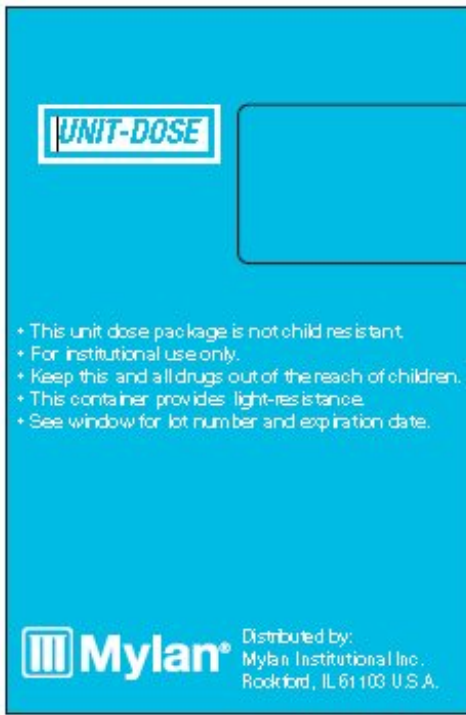 UNIT-DOSE
• This unit dose package is not child resistant.
• For institutional use only.
• Keep this and all drugs out of the reach of children.
• This container provides light-resistance.
• See window for lot number and expiration date.
Mylan®
Distributed by:
Mylan Institutional Inc.
Rockford, IL 61103 U.S.A.